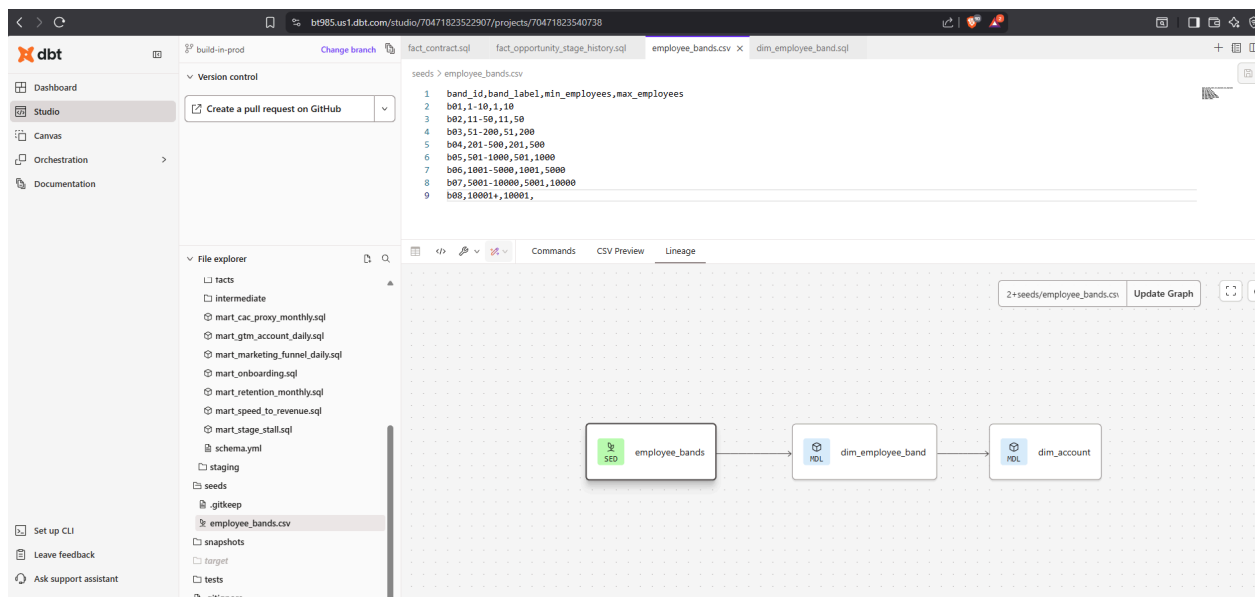 bt985.us1.dbt.com/studio/70471823522907/projects/70471823540738
dbt
Dashboard
Studio
Canvas
Orchestration
Documentation
Set up CLI
Leave feedback
Ask support assistant
build-in-prod
Change branch
Version control
Create a pull request on GitHub
File explorer
facts
intermediate
mart_cac_proxy_monthly.sql
mart_gtm_account_daily.sql
mart_marketing_funnel_daily.sql
mart_onboarding.sql
mart_retention_monthly.sql
mart_speed_to_revenue.sql
mart_stage_stall.sql
schema.yml
staging
seeds
.gitkeep
employee_bands.csv
snapshots
target
tests
fact_contract.sql
fact_opportunity_stage_history.sql
employee_bands.csv
dim_employee_band.sql
seeds > employee_bands.csv
1 band_id,band_label,min_employees,max_employees
2 b01,1-10,1,10
3 b02,11-50,11,50
4 b03,51-200,51,200
5 b04,201-500,201,500
6 b05,501-1000,501,1000
7 b06,1001-5000,1001,5000
8 b07,5001-10000,5001,10000
9 b08,10001+,10001,
Commands
CSV Preview
Lineage
2+seeds/employee_bands.csv
Update Graph
SED
employee_bands
MDL
dim_employee_band
MDL
dim_account